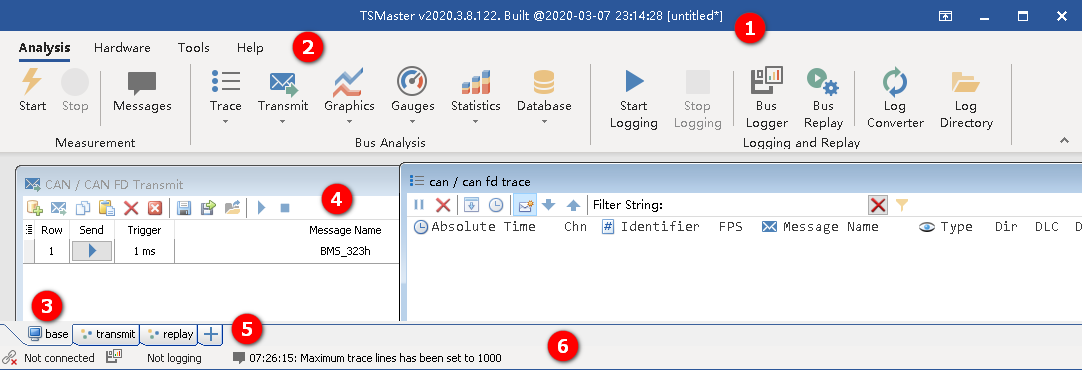 TSMaster v2020.3.8.122. Built @2020-03-07 23:14:28 [untitled*]
1
Analysis Hardware Tools Help
2
Start Stop Messages Trace Transmit Graphics Gauges Statistics Database Start Logging Stop Logging Bus Logger Bus Replay Log Converter Log Directory
Measurement Bus Analysis Logging and Replay
CAN / CAN FD Transmit
4
Row Send Trigger Message Name
1 1 ms BMS_323h
can / can fd trace
Filter String:
Absolute Time Chn # Identifier FPS Message Name Type Dir DLC D
3
base transmit replay
5
6
Not connected Not logging 07:26:15: Maximum trace lines has been set to 1000